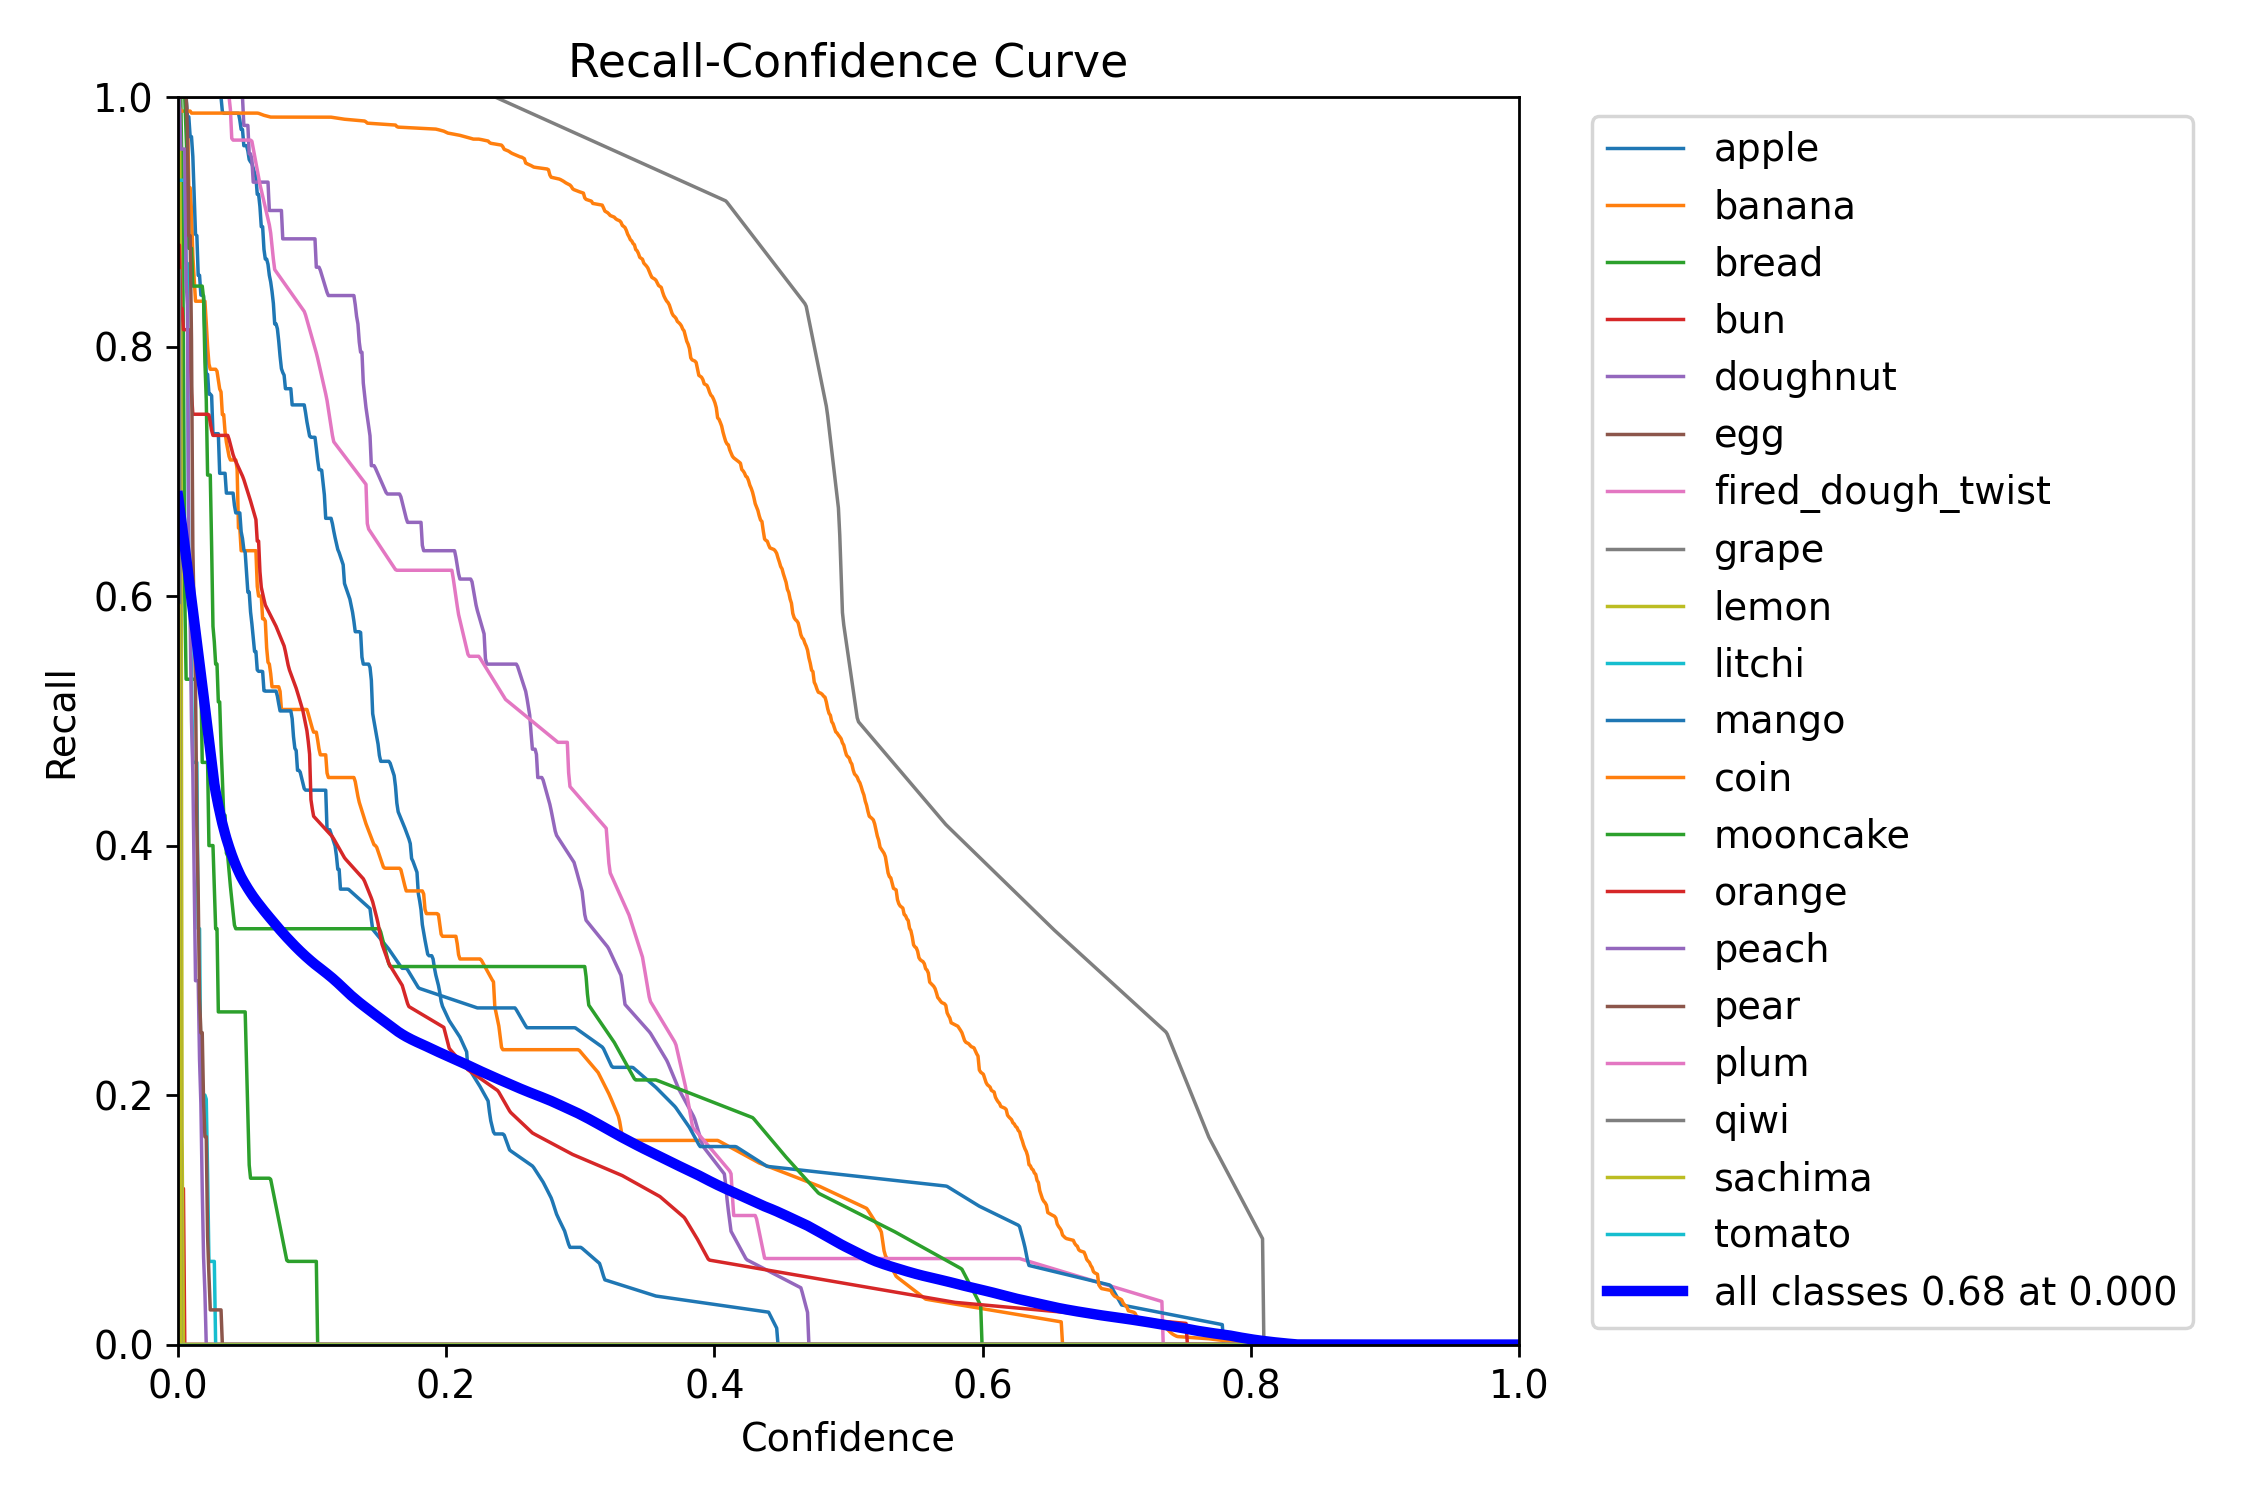 Recall-Confidence Curve
1.0
0.8
0.6
0.4
0.2
0.0
Recall
0.0 0.2 0.4 0.6 0.8 1.0
Confidence
apple
banana
bread
bun
doughnut
egg
fired_dough_twist
grape
lemon
litchi
mango
coin
mooncake
orange
peach
pear
plum
qiwi
sachima
tomato
all classes 0.68 at 0.000